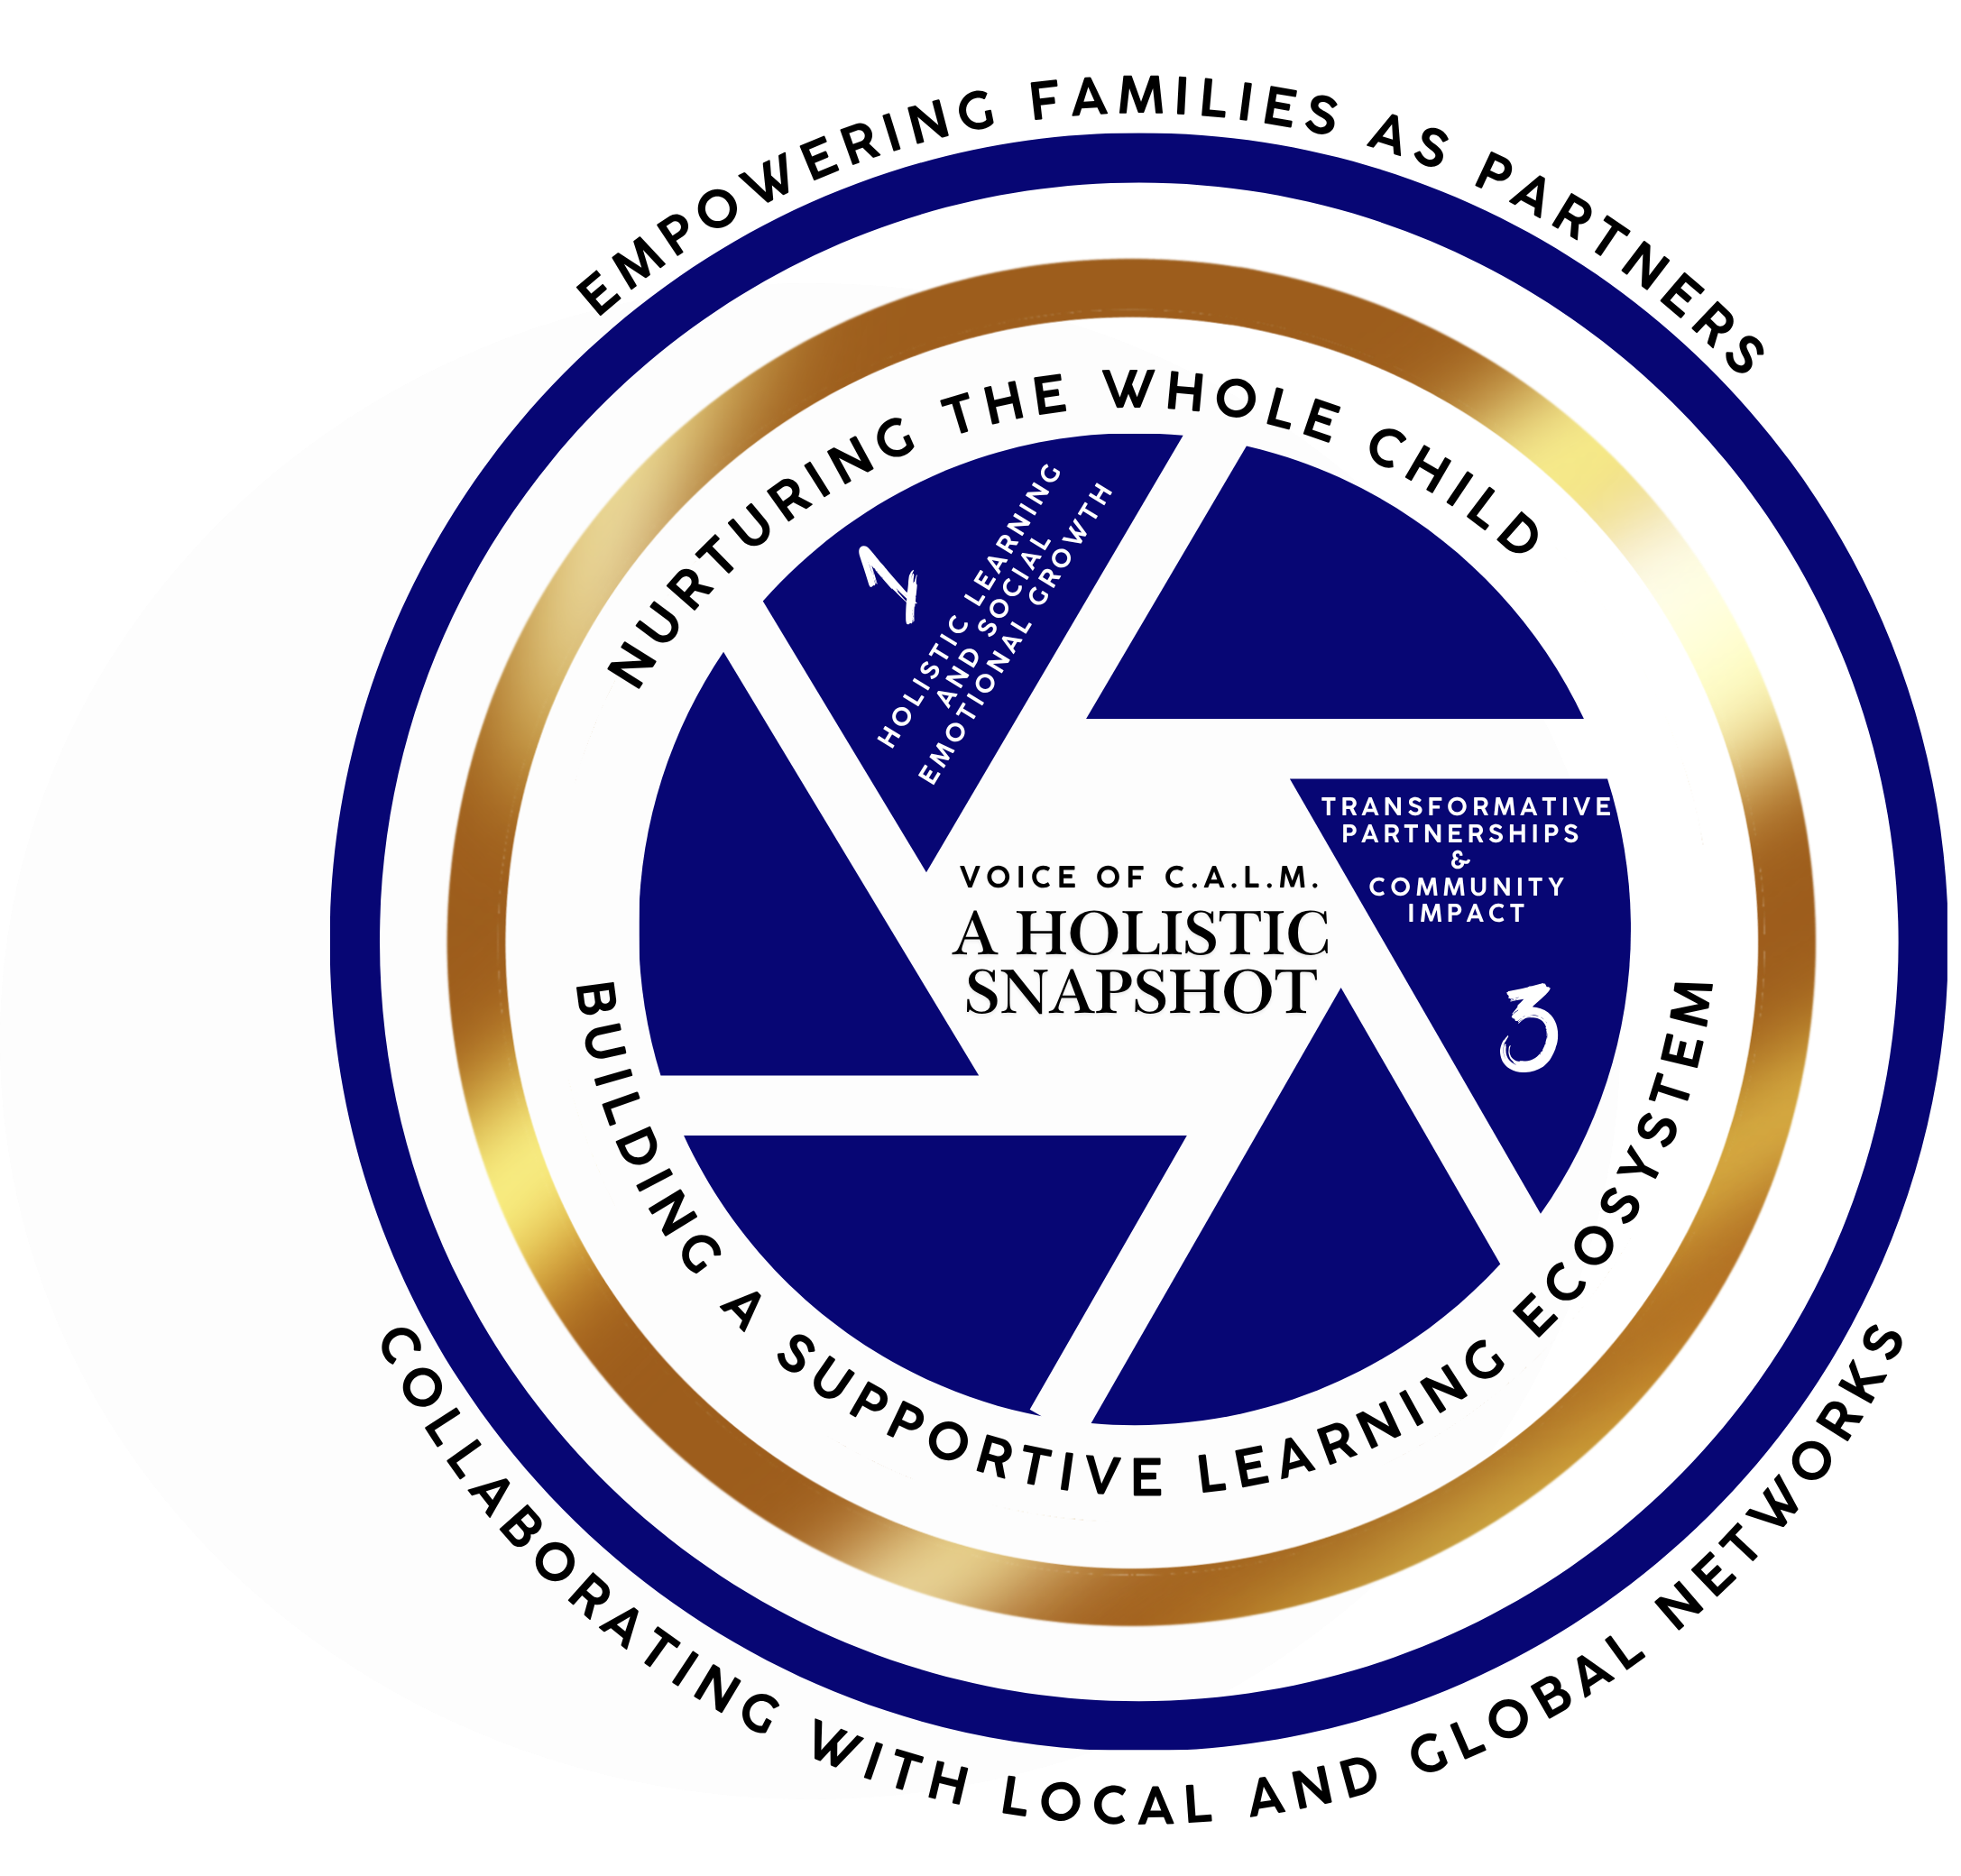 EMPOWERING FAMILIES AS PARTNERS
NURTURING THE WHOLE CHILD
1
HOLISTIC LEARNING
AND SOCIAL
EMOTIONAL GROWTH
TRANSFORMATIVE
PARTNERSHIPS
&
COMMUNITY
IMPACT
3
VOICE OF C.A.L.M.
A HOLISTIC
SNAPSHOT
BUILDING A SUPPORTIVE LEARNING ECOSYSTEM
COLLABORATING WITH LOCAL AND GLOBAL NETWORKS